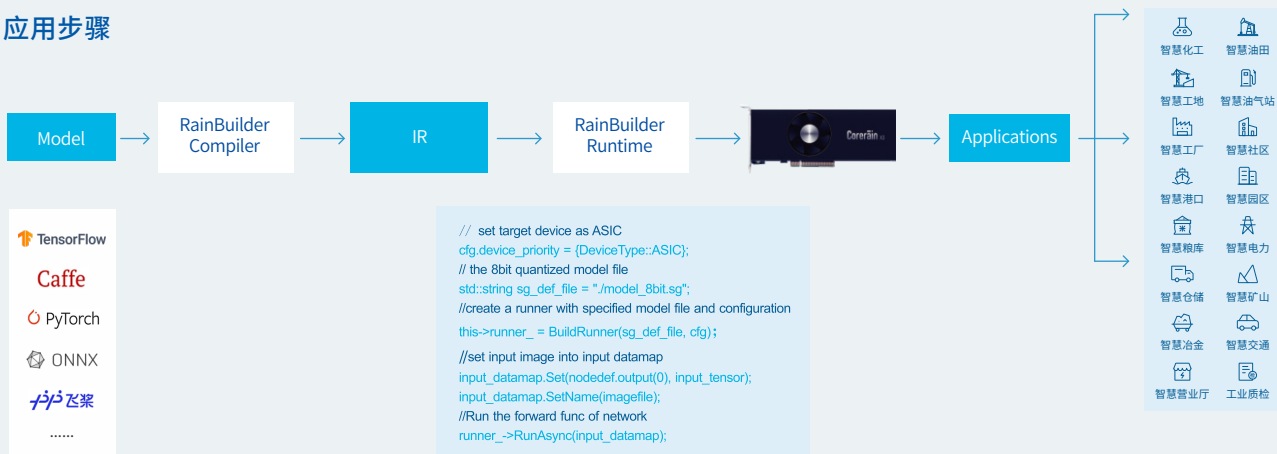 应用步骤
Model
RainBuilder
Compiler
IR
RainBuilder
Runtime
Corerain
Applications
TensorFlow
Caffe
PyTorch
ONNX
飞桨
......
// set target device as ASIC
cfg.device_priority = {DeviceType::ASIC};
// the 8bit quantized model file
std::string sg_def_file = "./model_8bit.sg";
//create a runner with specified model file and configuration
this->runner_ = BuildRunner(sg_def_file, cfg);
//set input image into input datamap
input_datamap.Set(nodedef.output(0), input_tensor);
input_datamap.SetName(imagefile);
//Run the forward func of network
runner_->RunAsync(input_datamap);
智慧化工 智慧油田
智慧工地 智慧油气站
智慧工厂 智慧社区
智慧港口 智慧园区
智慧粮库 智慧电力
智慧仓储 智慧矿山
智慧冶金 智慧交通
智慧营业厅 工业质检